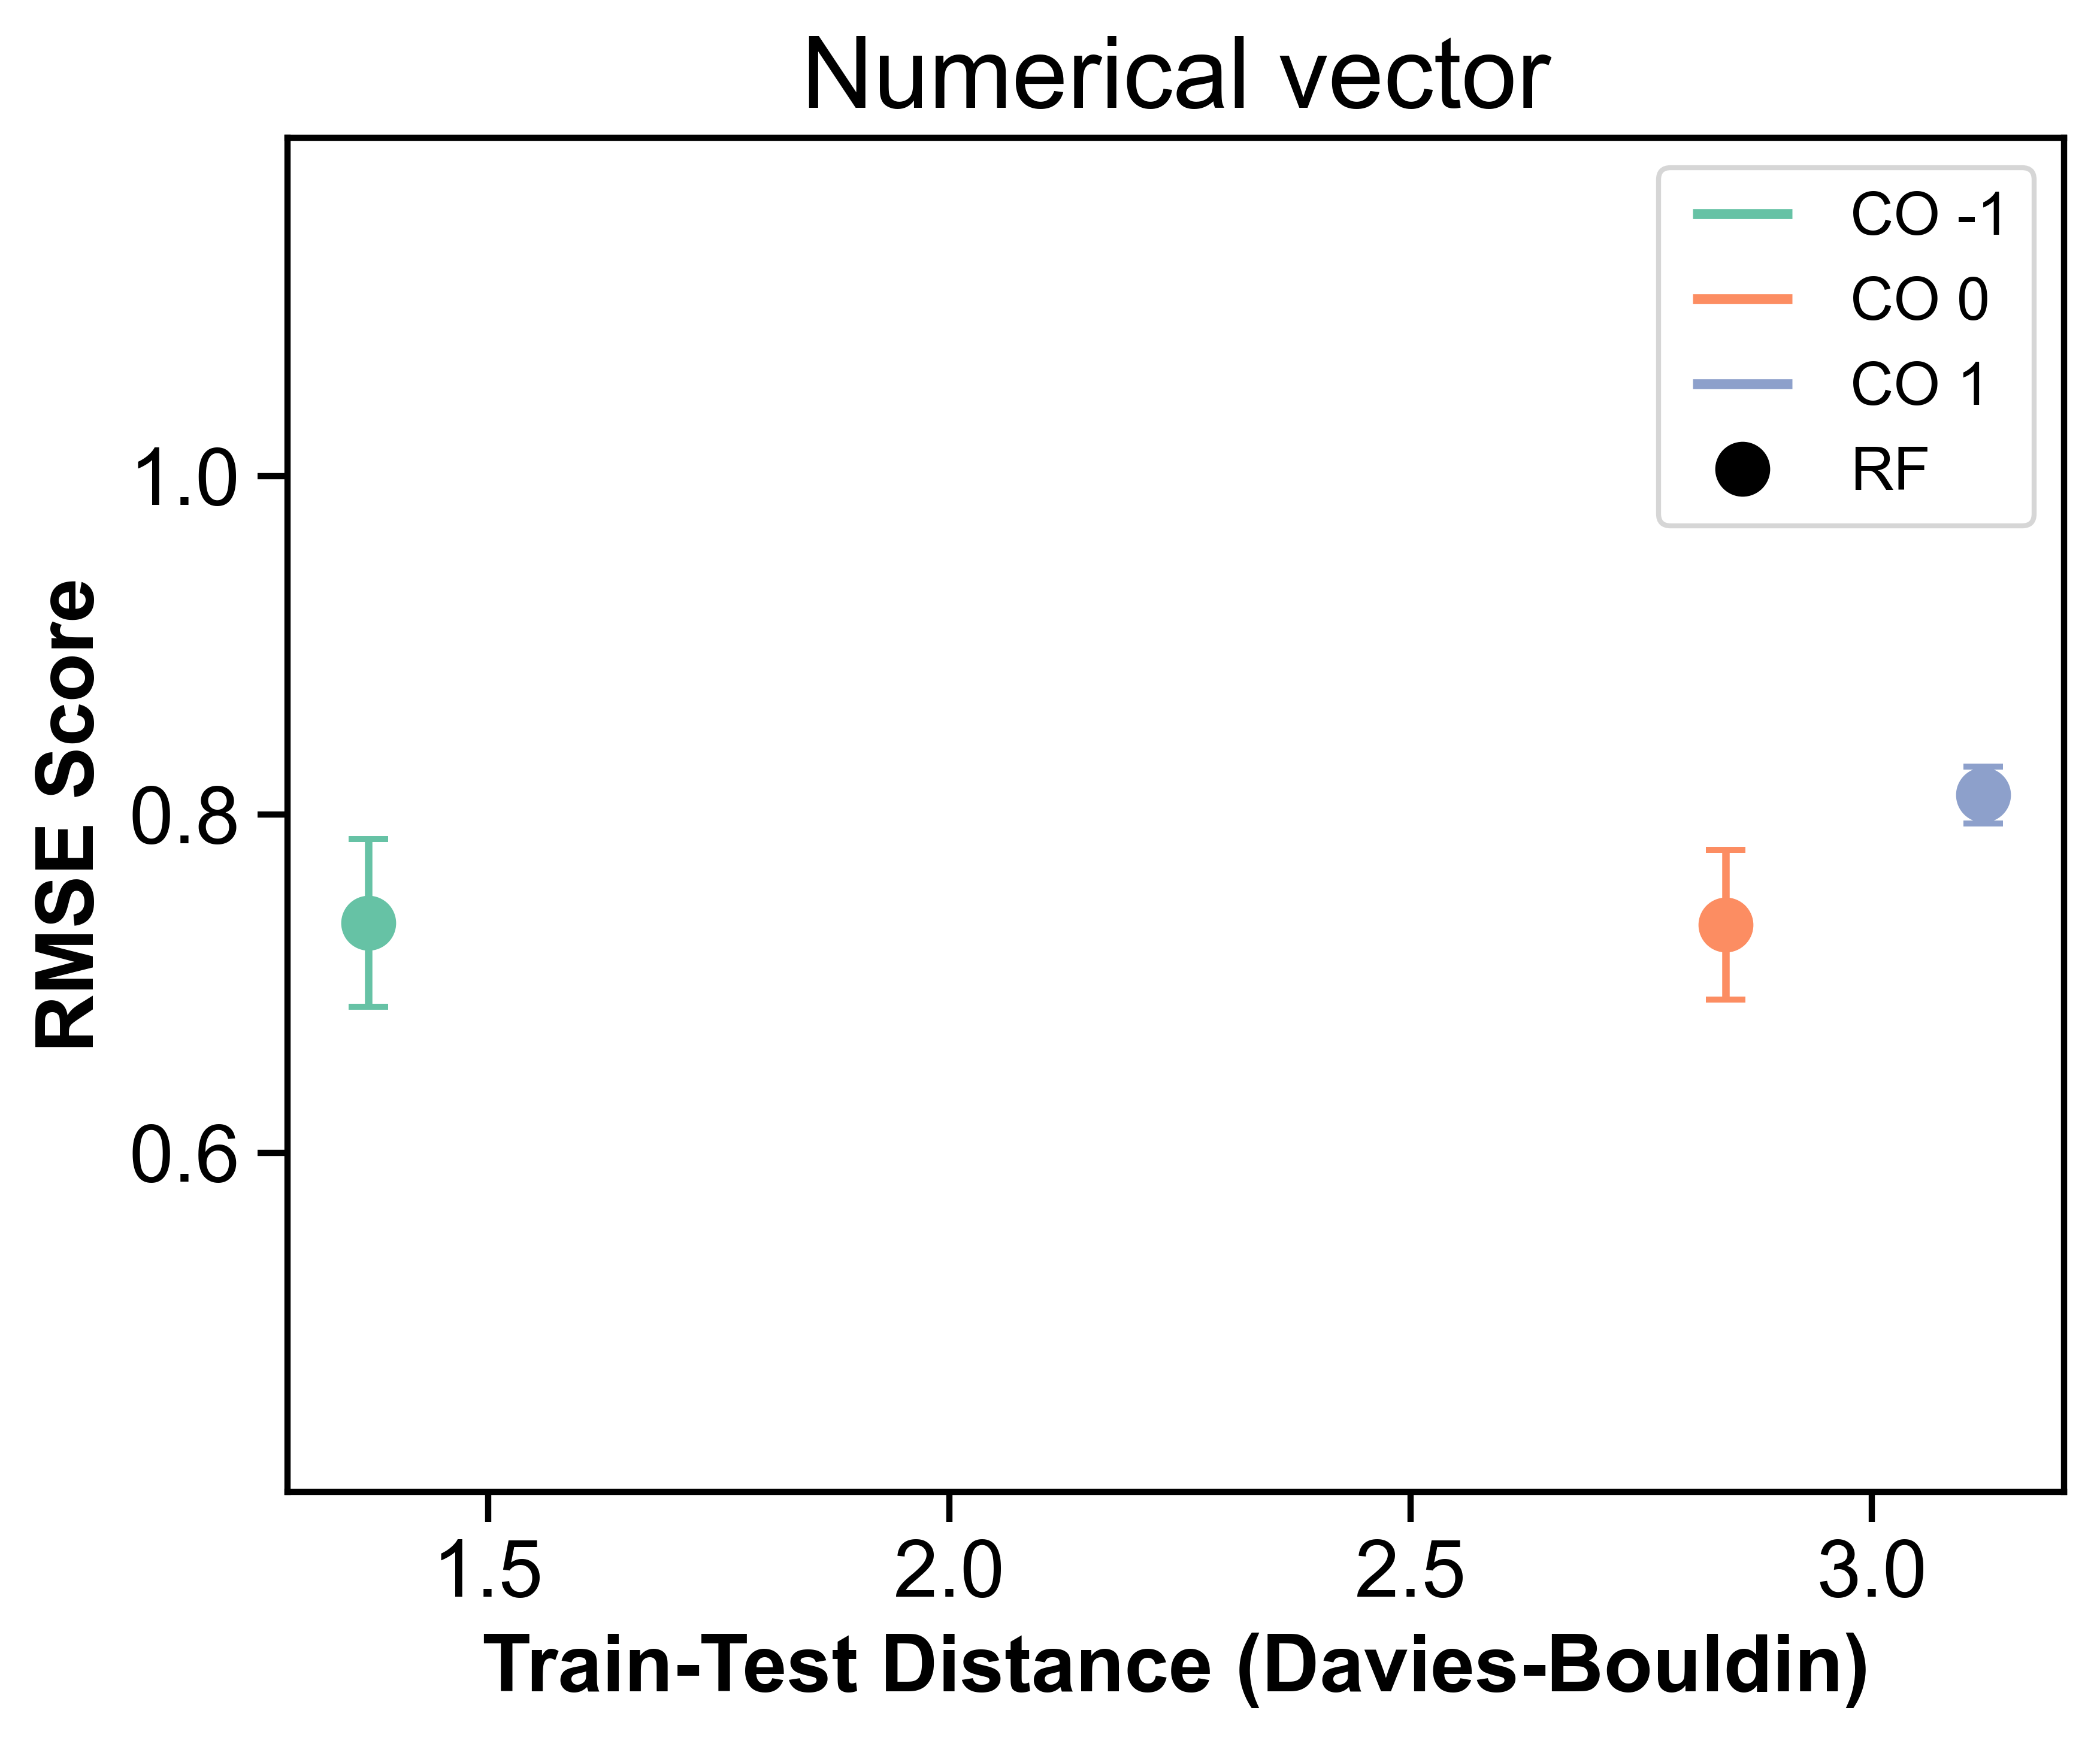 Numerical vector
CO -1
CO 0
CO 1
RF
RMSE Score
1.0
0.8
0.6
1.5 2.0 2.5 3.0
Train-Test Distance (Davies-Bouldin)